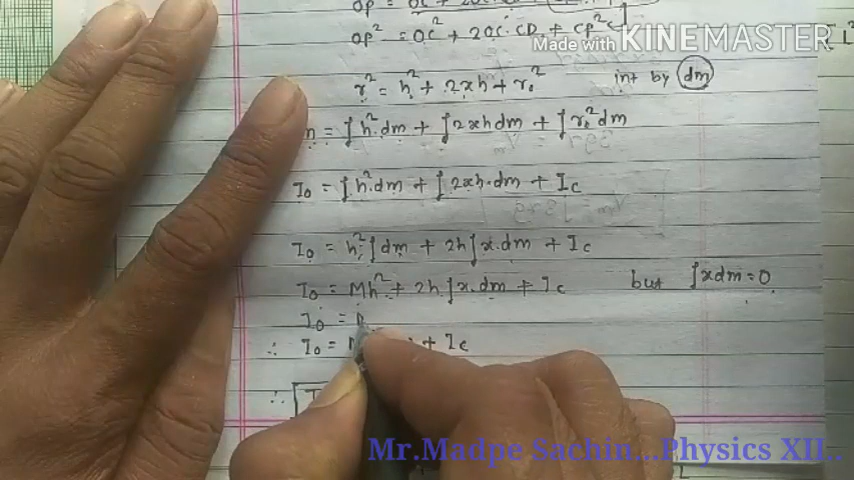 OP² = OC² + 2OC. CD. + CP²
Made with KINEMASTER
r² = h² + 2xh + r₀² int by dm
= ∫h².dm + ∫2xhdm + ∫r₀²dm
I₀ = ∫h².dm + ∫2xh.dm + Ic
I₀ = h²∫dm + 2h∫x.dm + Ic
I₀ = Mh² + 2h∫x.dm + Ic but ∫xdm = 0
I₀ =
∴ I₀ = + Ic
∴ I
Mr.Madpe Sachin...Physics XII..